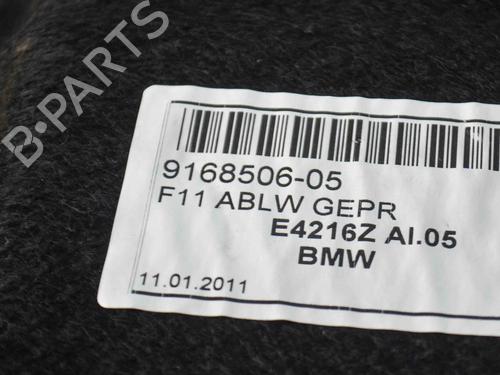 B-PARTS
9168506-05
F11 ABLW GEPR
E4216Z AI.05
BMW
11.01.2011